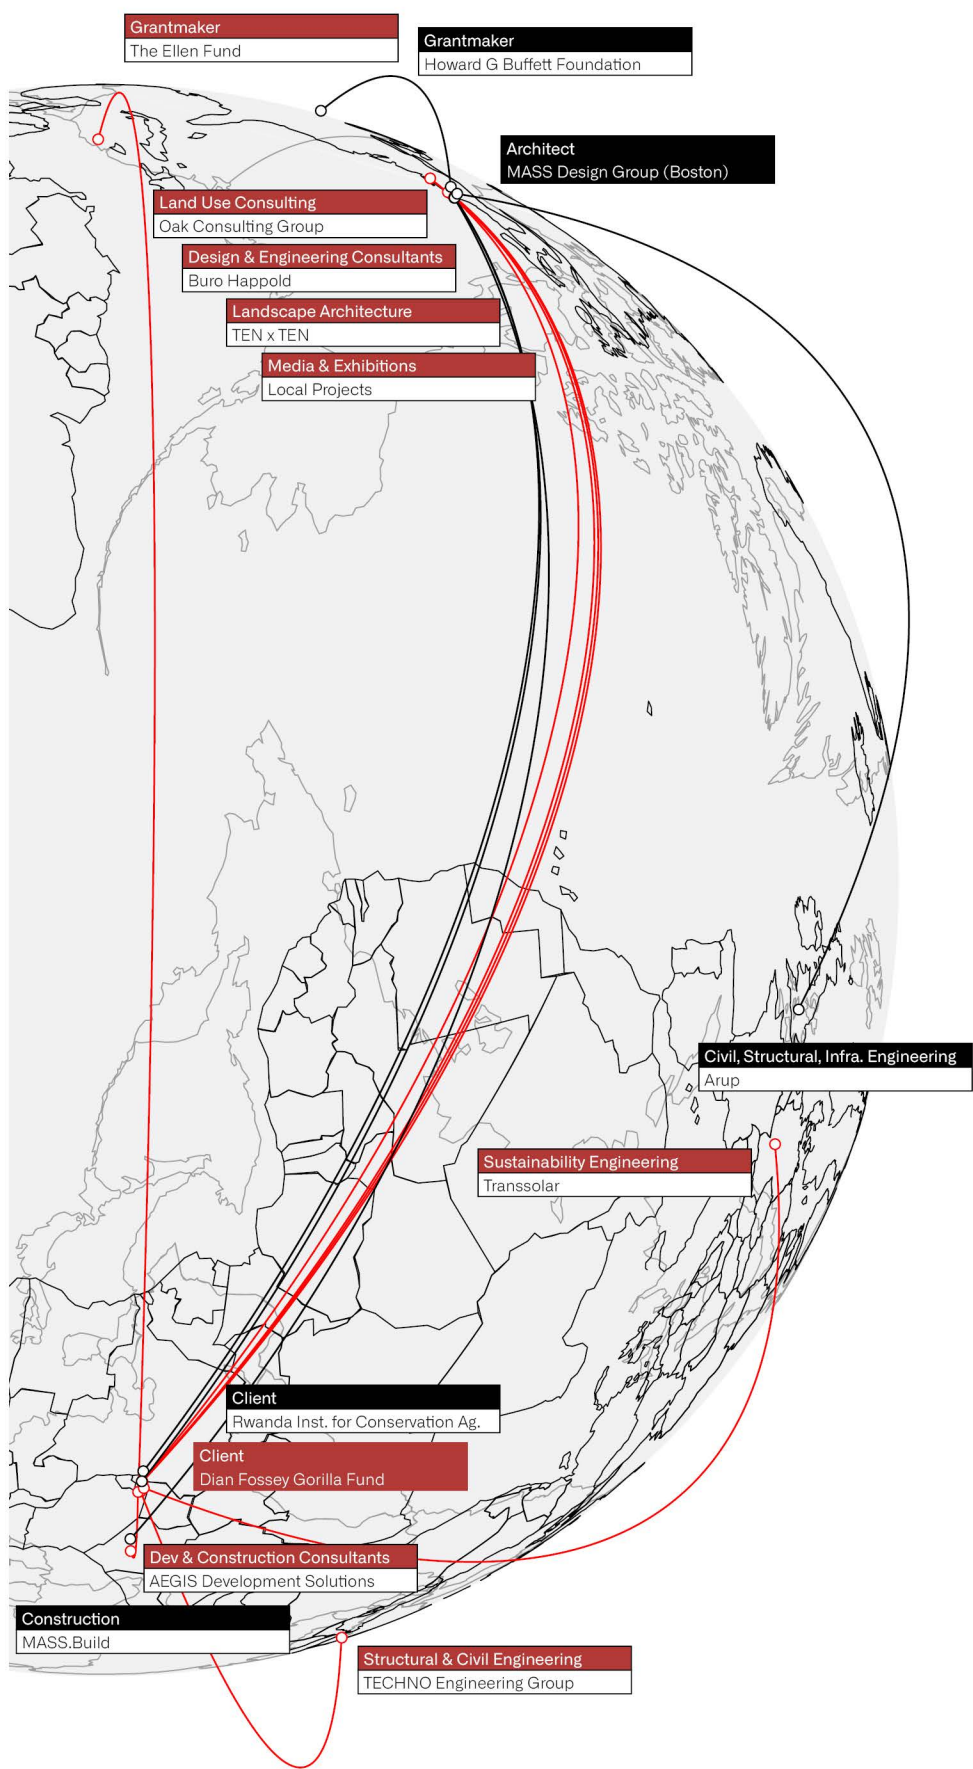 Grantmaker
The Ellen Fund
Grantmaker
Howard G Buffett Foundation
Architect
MASS Design Group (Boston)
Land Use Consulting
Oak Consulting Group
Design & Engineering Consultants
Buro Happold
Landscape Architecture
TEN x TEN
Media & Exhibitions
Local Projects
Civil, Structural, Infra. Engineering
Arup
Sustainability Engineering
Transsolar
Client
Rwanda Inst. for Conservation Ag.
Client
Dian Fossey Gorilla Fund
Dev & Construction Consultants
AEGIS Development Solutions
Construction
MASS.Build
Structural & Civil Engineering
TECHNO Engineering Group